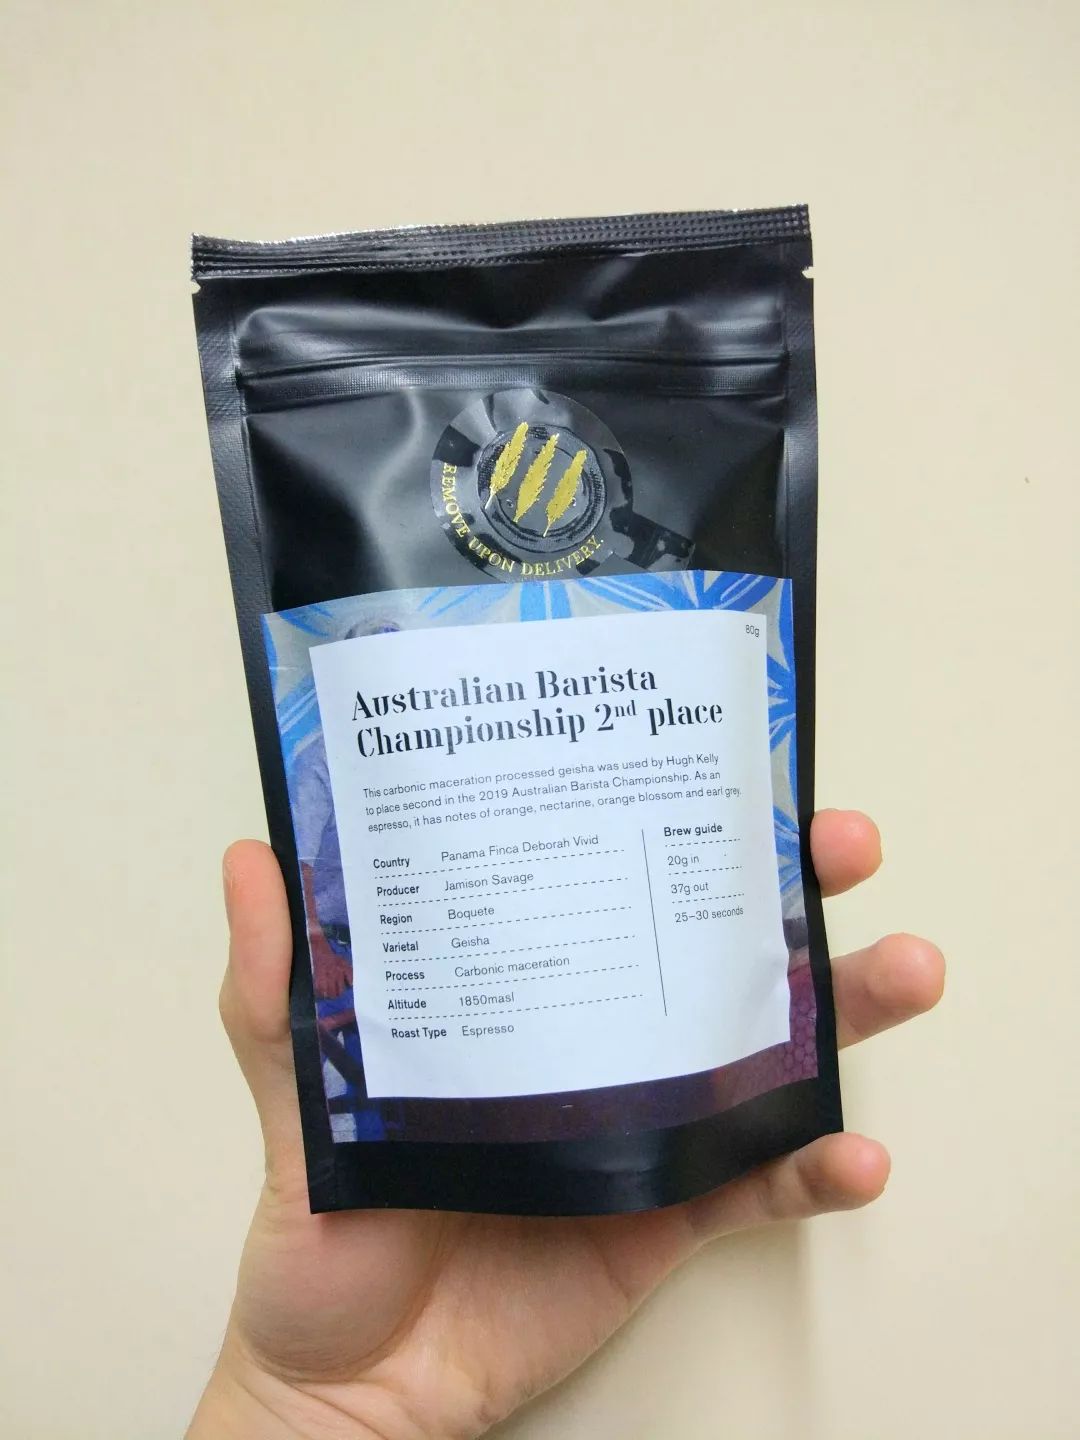 REMOVE UPON DELIVERY.
80g
Australian Barista
Championship 2nd place
This carbonic maceration processed geisha was used by Hugh Kelly
to place second in the 2019 Australian Barista Championship. As an
espresso, it has notes of orange, nectarine, orange blossom and earl grey.
Country Panama Finca Deborah Vivid
Producer Jamison Savage
Region Boquete
Varietal Geisha
Process Carbonic maceration
Altitude 1850masl
Roast Type Espresso
Brew guide
20g in
37g out
25–30 seconds